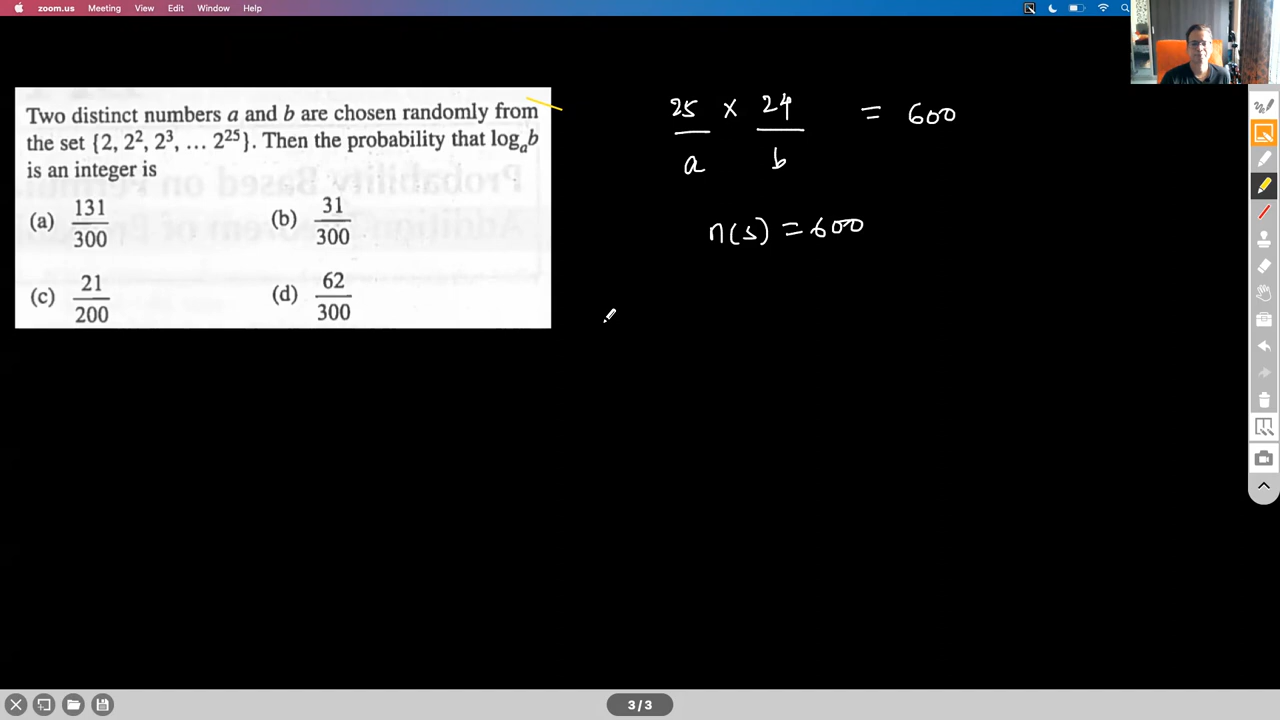 zoom.us Meeting View Edit Window Help
Two distinct numbers a and b are chosen randomly from
the set {2, 2², 2³, ... 2²⁵}. Then the probability that logₐb
is an integer is
(a) 131/300 (b) 31/300
(c) 21/200 (d) 62/300
25 × 24 = 600
a b
n(s) = 600
3/3